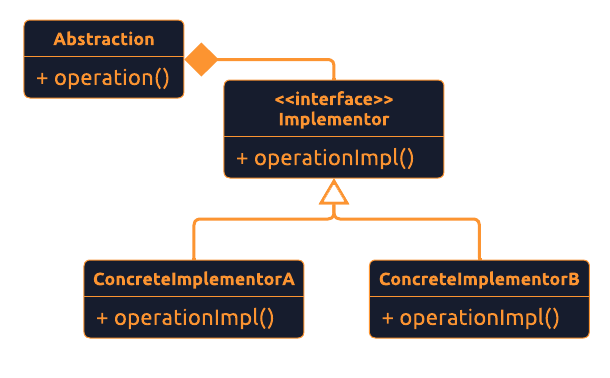 Abstraction
+ operation()
<<interface>>
Implementor
+ operationImpl()
ConcreteImplementorA
+ operationImpl()
ConcreteImplementorB
+ operationImpl()